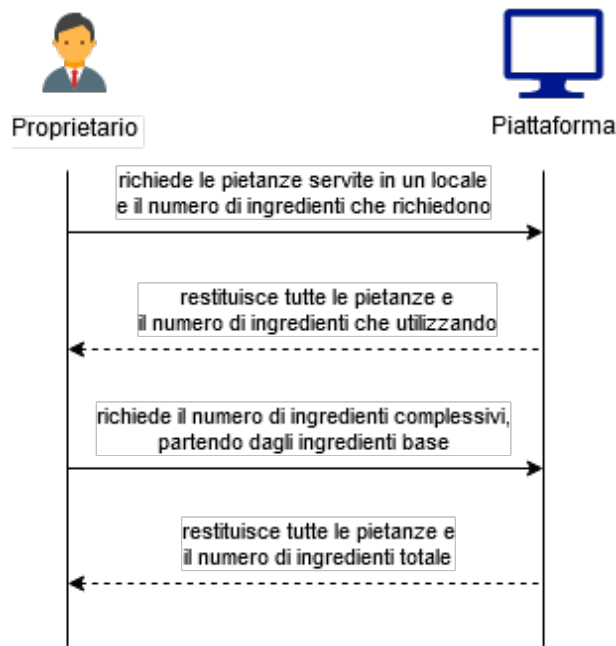 Proprietario
Piattaforma
richiede le pietanze servite in un locale
e il numero di ingredienti che richiedono
restituisce tutte le pietanze e
il numero di ingredienti che utilizzando
richiede il numero di ingredienti complessivi,
partendo dagli ingredienti base
restituisce tutte le pietanze e
il numero di ingredienti totale